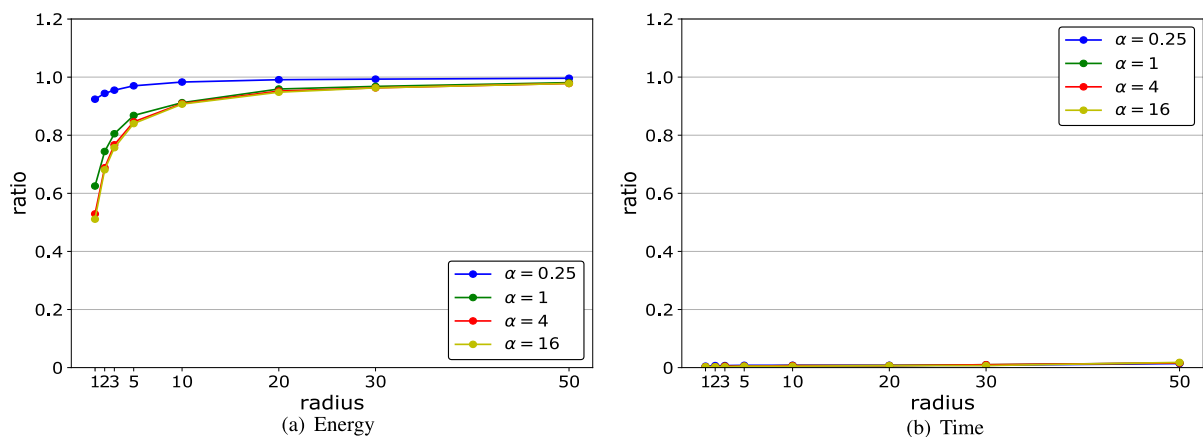 1.2
1.0
0.8
0.6
0.4
0.2
0
ratio
α = 0.25
α = 1
α = 4
α = 16
1 2 3 5 10 20 30 50
radius
(a) Energy
1.2
1.0
0.8
0.6
0.4
0.2
0
ratio
α = 0.25
α = 1
α = 4
α = 16
1 2 3 5 10 20 30 50
radius
(b) Time